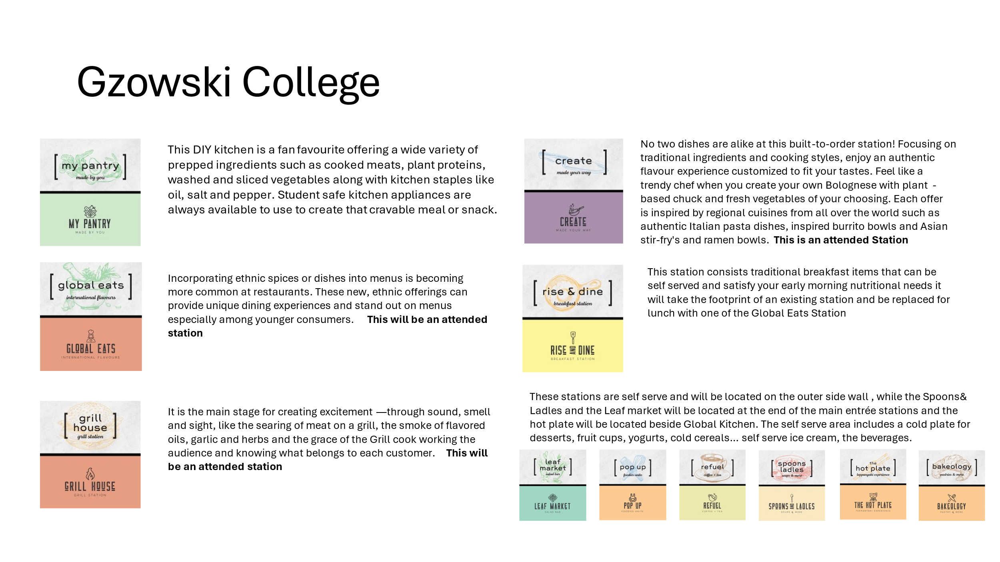 Gzowski College
[my pantry]
made by you
MY PANTRY
MADE BY YOU
This DIY kitchen is a fan favourite offering a wide variety of
prepped ingredients such as cooked meats, plant proteins,
washed and sliced vegetables along with kitchen staples like
oil, salt and pepper. Student safe kitchen appliances are
always available to use to create that cravable meal or snack.
[global eats]
international flavours
GLOBAL EATS
INTERNATIONAL FLAVOURS
Incorporating ethnic spices or dishes into menus is becoming
more common at restaurants. These new, ethnic offerings can
provide unique dining experiences and stand out on menus
especially among younger consumers. This will be an attended
station
[grill
house]
grill station
GRILL HOUSE
GRILL STATION
It is the main stage for creating excitement —through sound, smell
and sight, like the searing of meat on a grill, the smoke of flavored
oils, garlic and herbs and the grace of the Grill cook working the
audience and knowing what belongs to each customer. This will
be an attended station
[create]
made your way
CREATE
MADE YOUR WAY
No two dishes are alike at this built-to-order station! Focusing on
traditional ingredients and cooking styles, enjoy an authentic
flavour experience customized to fit your tastes. Feel like a
trendy chef when you create your own Bolognese with plant -
based chuck and fresh vegetables of your choosing. Each offer
is inspired by regional cuisines from all over the world such as
authentic Italian pasta dishes, inspired burrito bowls and Asian
stir-fry's and ramen bowls. This is an attended Station
[rise & dine]
breakfast station
RISE AND DINE
BREAKFAST STATION
This station consists traditional breakfast items that can be
self served and satisfy your early morning nutritional needs it
will take the footprint of an existing station and be replaced for
lunch with one of the Global Eats Station
These stations are self serve and will be located on the outer side wall , while the Spoons&
Ladles and the Leaf market will be located at the end of the main entrée stations and the
hot plate will be located beside Global Kitchen. The self serve area includes a cold plate for
desserts, fruit cups, yogurts, cold cereals... self serve ice cream, the beverages.
[leaf
market]
salad bar
LEAF MARKET
SALAD BAR
[pop up]
foodies unite
POP UP
FOODIES UNITE
[refuel]
coffee + tea
REFUEL
COFFEE + TEA
[spoons
ladles]
soups & more
SPOONS AND LADLES
SOUPS & MORE
[the
hot plate]
teppanyaki experience
THE HOT PLATE
TEPPANYAKI EXPERIENCE
[bakeology]
pastries & more
BAKEOLOGY
PASTRY & MORE